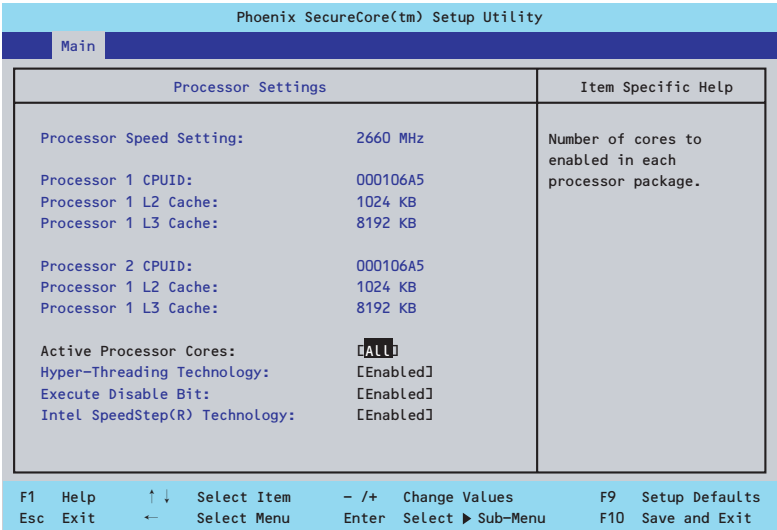 Phoenix SecureCore(tm) Setup Utility
Main
Processor Settings
Item Specific Help
Processor Speed Setting: 2660 MHz
Number of cores to
enabled in each
processor package.
Processor 1 CPUID: 000106A5
Processor 1 L2 Cache: 1024 KB
Processor 1 L3 Cache: 8192 KB
Processor 2 CPUID: 000106A5
Processor 1 L2 Cache: 1024 KB
Processor 1 L3 Cache: 8192 KB
Active Processor Cores: [All]
Hyper-Threading Technology: [Enabled]
Execute Disable Bit: [Enabled]
Intel SpeedStep(R) Technology: [Enabled]
F1 Help ↑↓ Select Item - /+ Change Values F9 Setup Defaults
Esc Exit ← Select Menu Enter Select ▶ Sub-Menu F10 Save and Exit